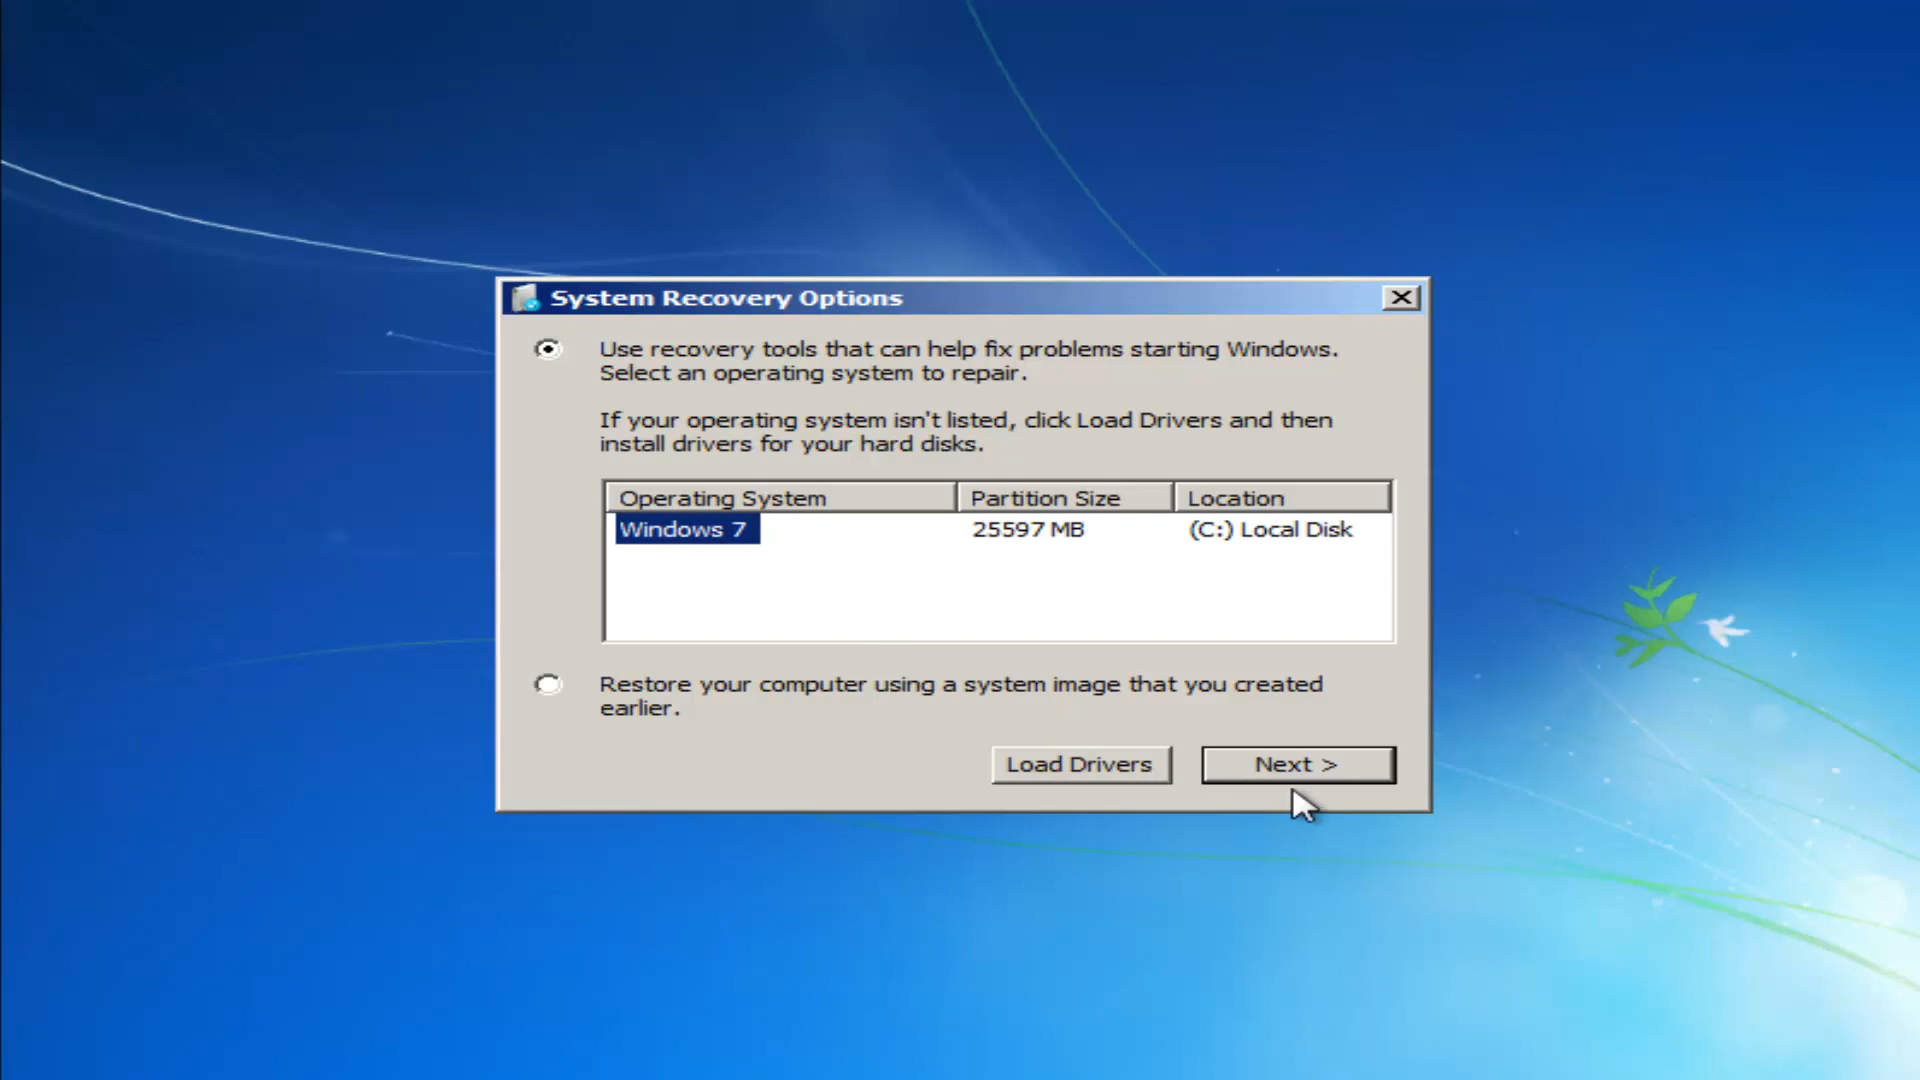 System Recovery Options
Use recovery tools that can help fix problems starting Windows.
Select an operating system to repair.
If your operating system isn't listed, click Load Drivers and then
install drivers for your hard disks.
Operating System Partition Size Location
Windows 7 25597 MB (C:) Local Disk
Restore your computer using a system image that you created
earlier.
Load Drivers Next >